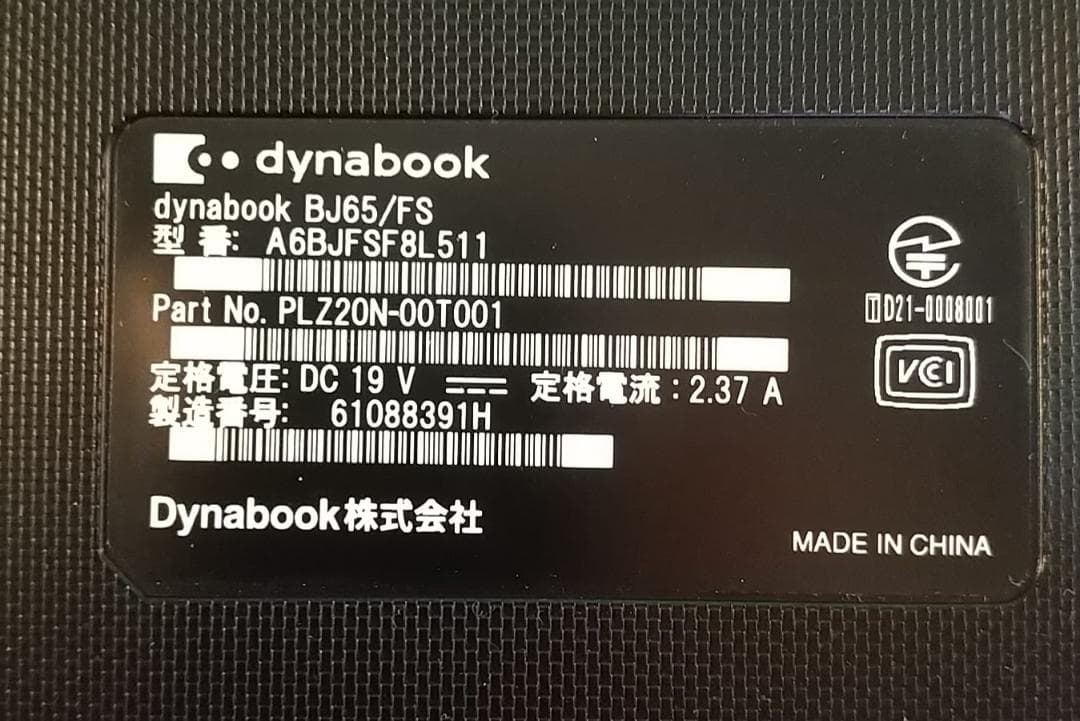 dynabook
dynabook BJ65/FS
型 番: A6BJFSF8L511
Part No. PLZ20N-00T001
定格電圧: DC 19 V ⎓ 定格電流 : 2.37 A
製造番号: 61088391H
Dynabook株式会社
T D21-0008001
VCI
MADE IN CHINA